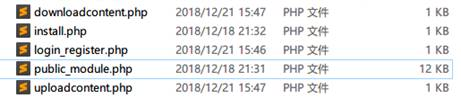 downloadcontent.php 2018/12/21 15:47 PHP 文件 1 KB
install.php 2018/12/18 21:32 PHP 文件 1 KB
login_register.php 2018/12/21 15:46 PHP 文件 1 KB
public_module.php 2018/12/18 21:31 PHP 文件 12 KB
uploadcontent.php 2018/12/21 15:47 PHP 文件 1 KB